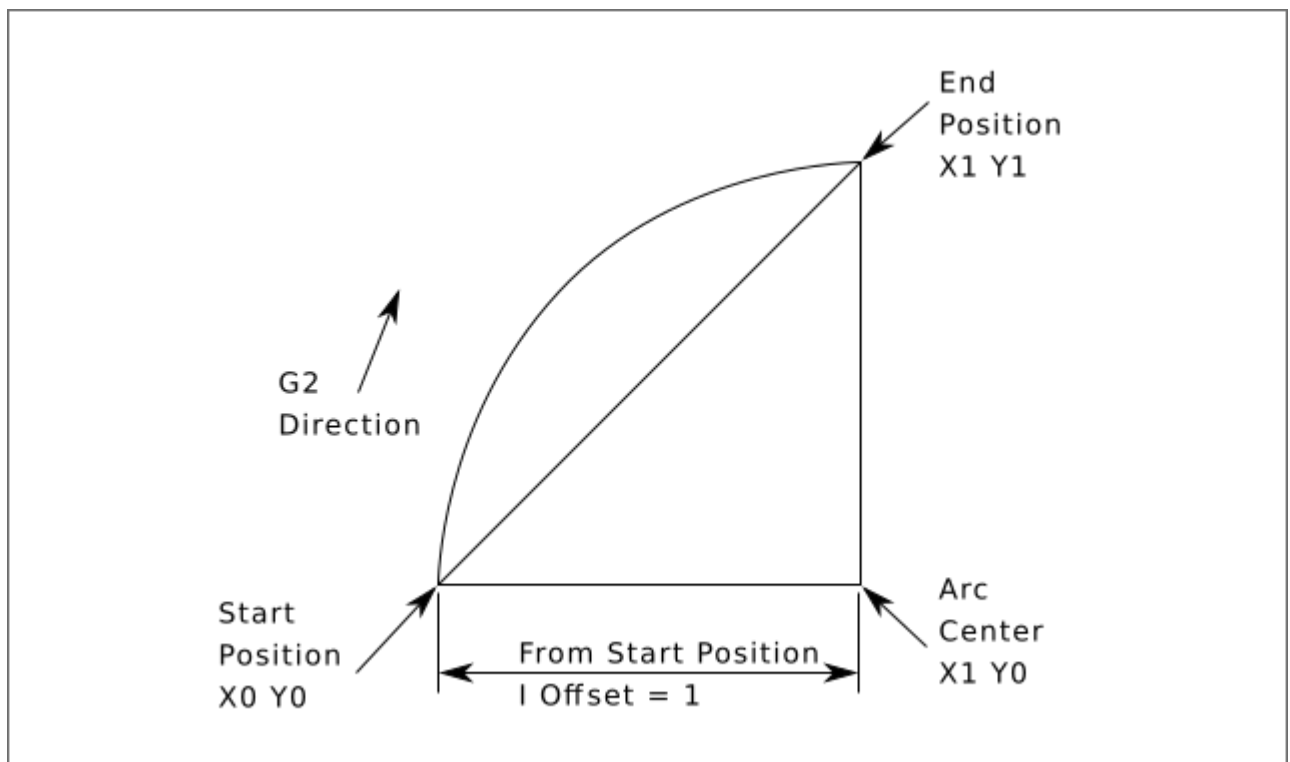 End
Position
X1 Y1
G2
Direction
Start
Position
X0 Y0
From Start Position
I Offset = 1
Arc
Center
X1 Y0